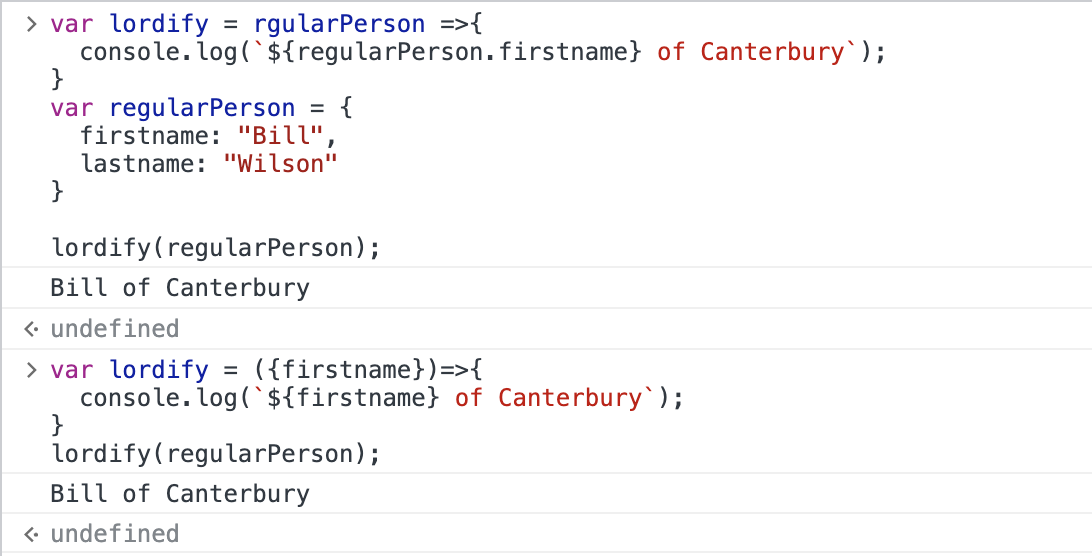 > var lordify = rgularPerson =>{
  console.log(`${regularPerson.firstname} of Canterbury`);
}
var regularPerson = {
  firstname: "Bill",
  lastname: "Wilson"
}
lordify(regularPerson);
Bill of Canterbury
undefined
> var lordify = ({firstname})=>{
  console.log(`${firstname} of Canterbury`);
}
lordify(regularPerson);
Bill of Canterbury
undefined